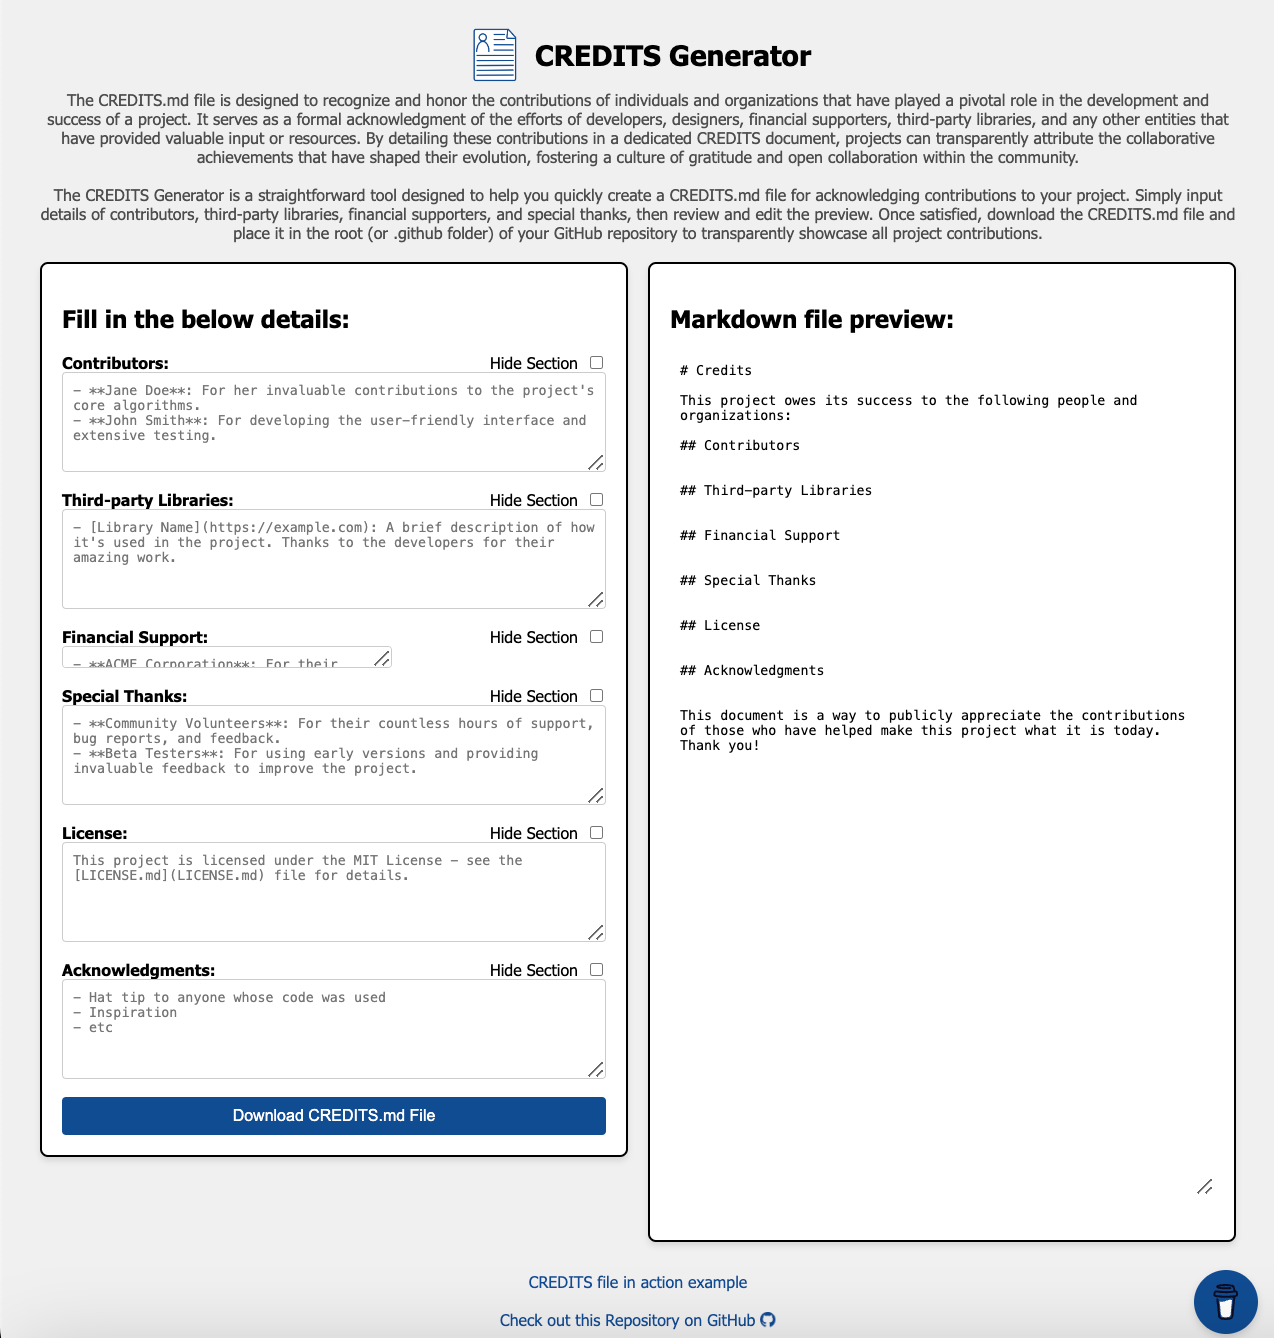 CREDITS Generator
The CREDITS.md file is designed to recognize and honor the contributions of individuals and organizations that have played a pivotal role in the development and
success of a project. It serves as a formal acknowledgment of the efforts of developers, designers, financial supporters, third-party libraries, and any other entities that
have provided valuable input or resources. By detailing these contributions in a dedicated CREDITS document, projects can transparently attribute the collaborative
achievements that have shaped their evolution, fostering a culture of gratitude and open collaboration within the community.
The CREDITS Generator is a straightforward tool designed to help you quickly create a CREDITS.md file for acknowledging contributions to your project. Simply input
details of contributors, third-party libraries, financial supporters, and special thanks, then review and edit the preview. Once satisfied, download the CREDITS.md file and
place it in the root (or .github folder) of your GitHub repository to transparently showcase all project contributions.
Fill in the below details:
Contributors: Hide Section
- **Jane Doe**: For her invaluable contributions to the project's
core algorithms.
- **John Smith**: For developing the user-friendly interface and
extensive testing.
Third-party Libraries: Hide Section
- [Library Name](https://example.com): A brief description of how
it's used in the project. Thanks to the developers for their
amazing work.
Financial Support: Hide Section
- **ACME Corporation**: For their
Special Thanks: Hide Section
- **Community Volunteers**: For their countless hours of support,
bug reports, and feedback.
- **Beta Testers**: For using early versions and providing
invaluable feedback to improve the project.
License: Hide Section
This project is licensed under the MIT License - see the
[LICENSE.md](LICENSE.md) file for details.
Acknowledgments: Hide Section
- Hat tip to anyone whose code was used
- Inspiration
- etc
Download CREDITS.md File
Markdown file preview:
# Credits
This project owes its success to the following people and
organizations:
## Contributors
## Third-party Libraries
## Financial Support
## Special Thanks
## License
## Acknowledgments
This document is a way to publicly appreciate the contributions
of those who have helped make this project what it is today.
Thank you!
CREDITS file in action example
Check out this Repository on GitHub